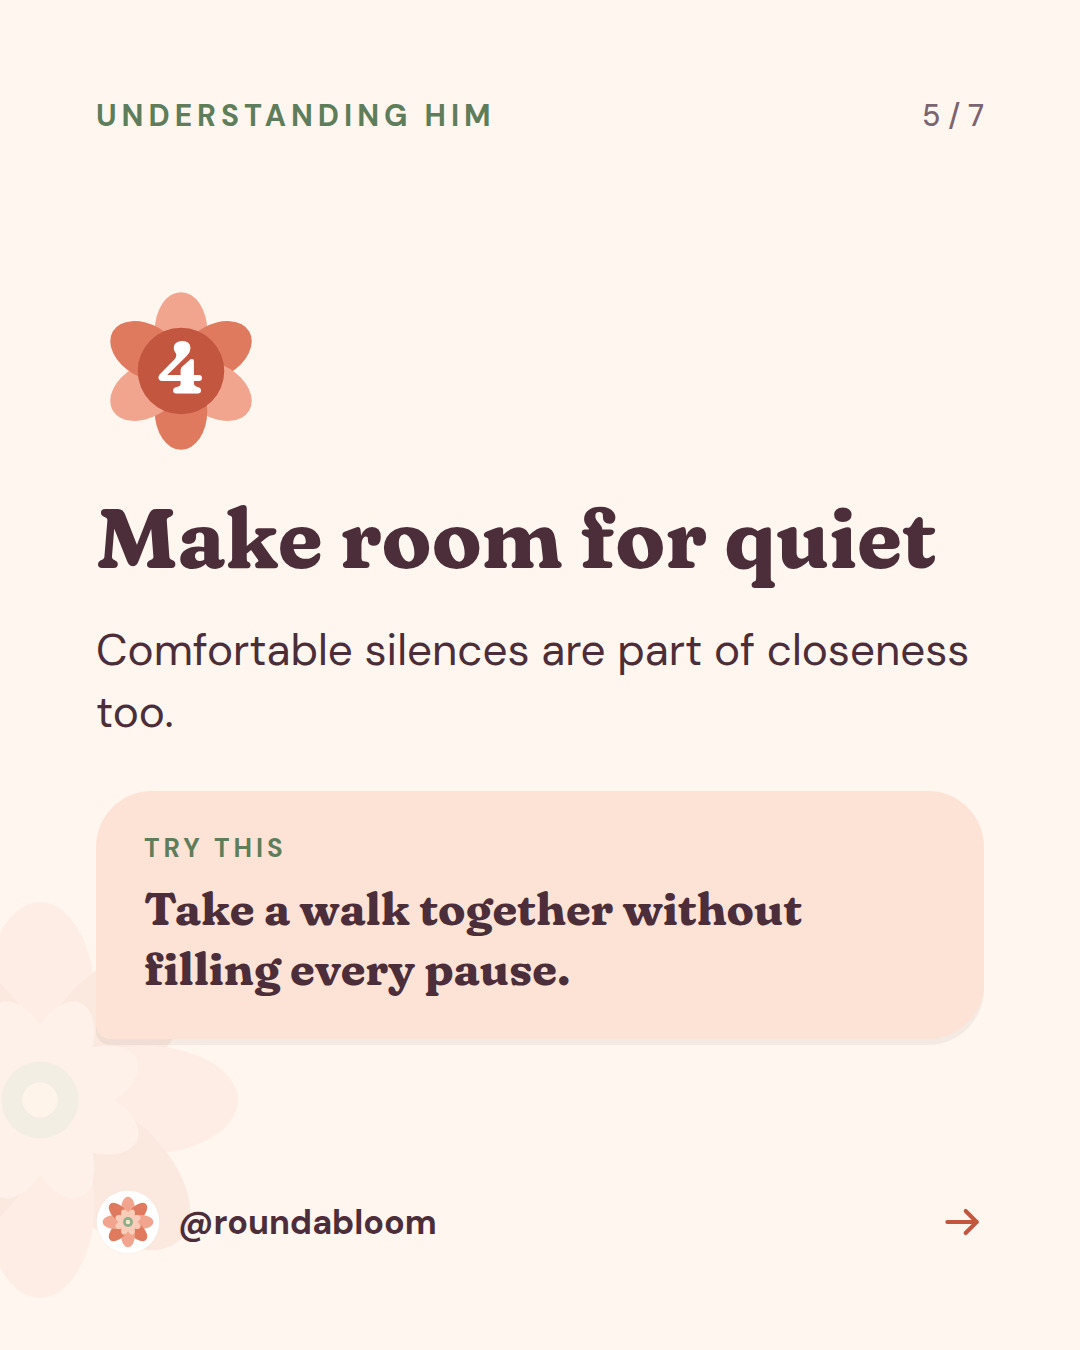 UNDERSTANDING HIM
5 / 7
4
Make room for quiet
Comfortable silences are part of closeness
too.
TRY THIS
Take a walk together without
filling every pause.
@roundabloom